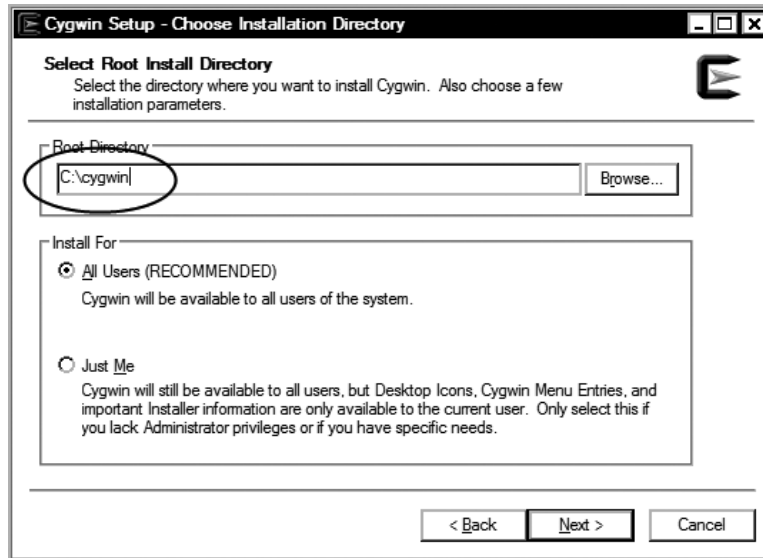 Cygwin Setup - Choose Installation Directory
Select Root Install Directory
Select the directory where you want to install Cygwin. Also choose a few
installation parameters.
Root Directory
C:\cygwin
Browse...
Install For
All Users (RECOMMENDED)
Cygwin will be available to all users of the system.
Just Me
Cygwin will still be available to all users, but Desktop Icons, Cygwin Menu Entries, and
important Installer information are only available to the current user. Only select this if
you lack Administrator privileges or if you have specific needs.
< Back
Next >
Cancel